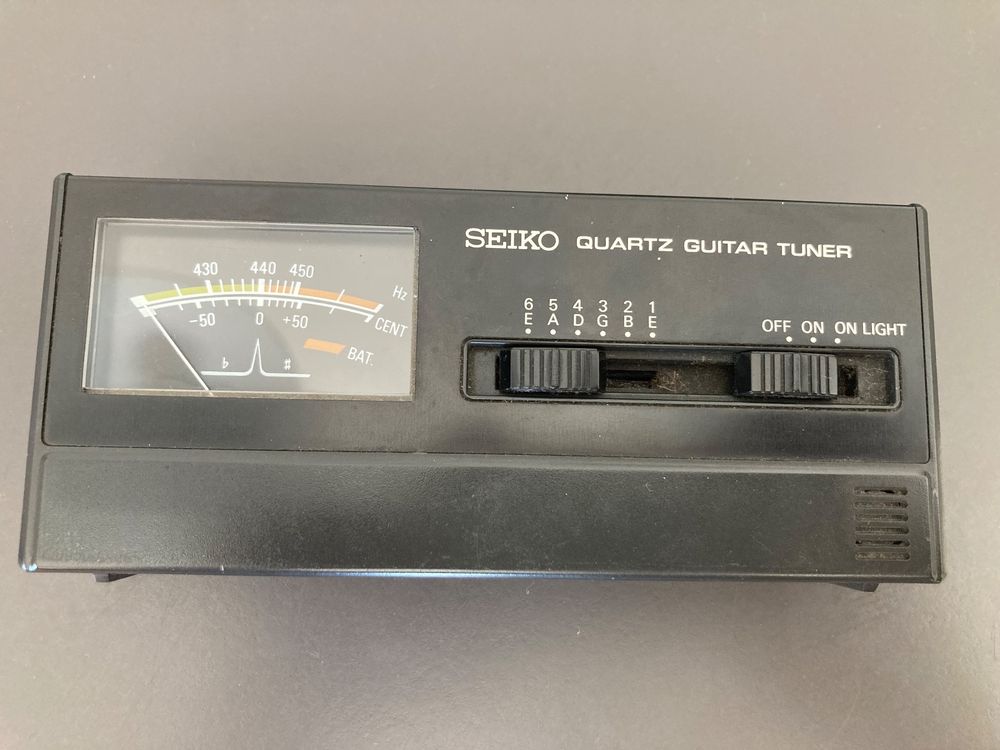 SEIKO QUARTZ GUITAR TUNER
430 440 450 Hz
-50 0 +50 CENT
♭ ♯ BAT.
6 5 4 3 2 1
E A D G B E
OFF ON ON LIGHT